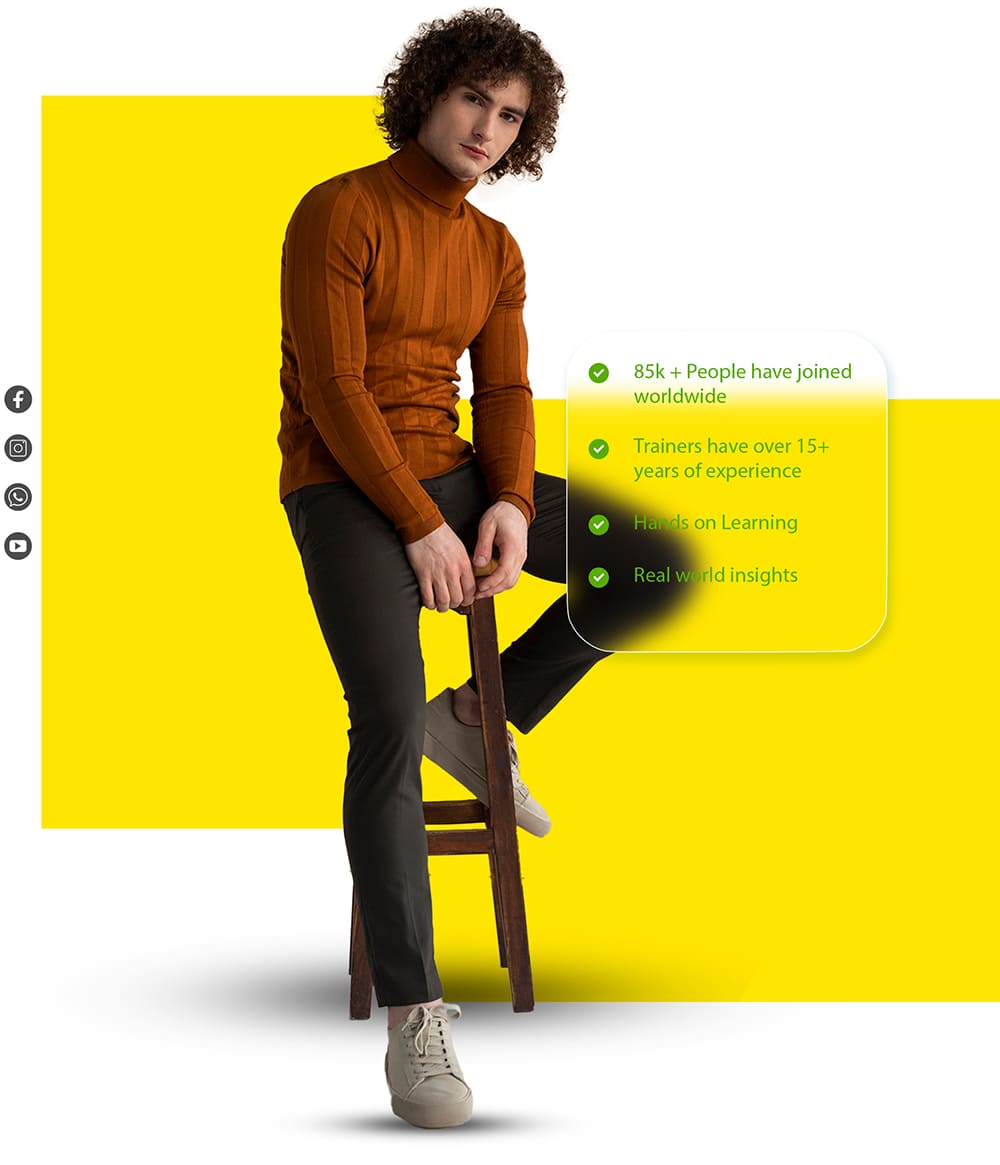 85k + People have joined
worldwide
Trainers have over 15+
years of experience
Hands on Learning
Real world insights